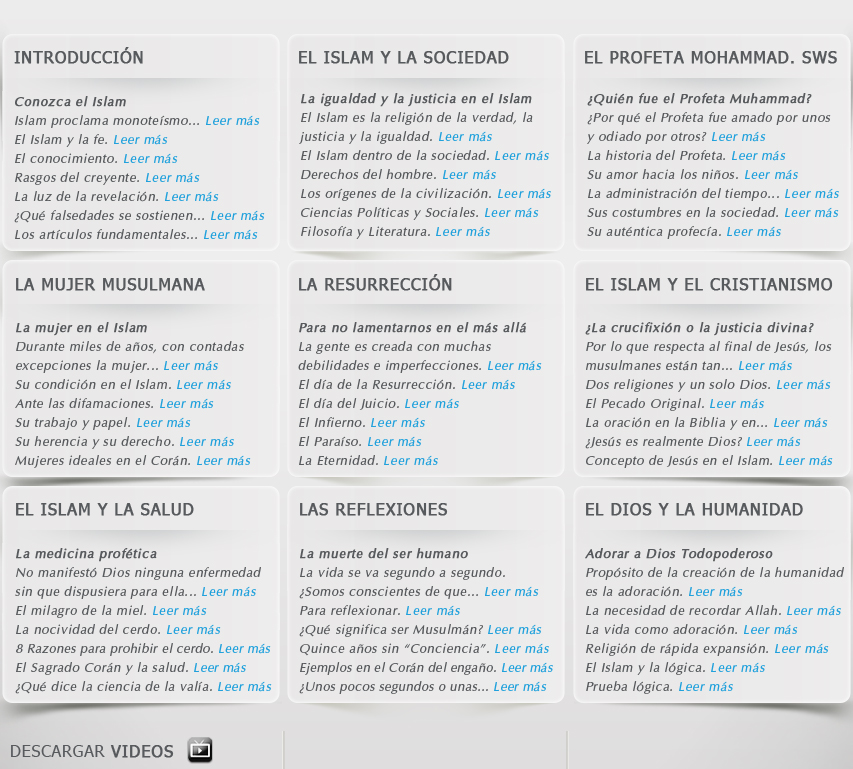 INTRODUCCIÓN
Conozca el Islam
Islam proclama monoteísmo... Leer más
El Islam y la fe. Leer más
El conocimiento. Leer más
Rasgos del creyente. Leer más
La luz de la revelación. Leer más
¿Qué falsedades se sostienen... Leer más
Los artículos fundamentales... Leer más
EL ISLAM Y LA SOCIEDAD
La igualdad y la justicia en el Islam
El Islam es la religión de la verdad, la
justicia y la igualdad. Leer más
El Islam dentro de la sociedad. Leer más
Derechos del hombre. Leer más
Los orígenes de la civilización. Leer más
Ciencias Políticas y Sociales. Leer más
Filosofía y Literatura. Leer más
EL PROFETA MOHAMMAD. SWS
¿Quién fue el Profeta Muhammad?
¿Por qué el Profeta fue amado por unos
y odiado por otros? Leer más
La historia del Profeta. Leer más
Su amor hacia los niños. Leer más
La administración del tiempo... Leer más
Sus costumbres en la sociedad. Leer más
Su auténtica profecía. Leer más
LA MUJER MUSULMANA
La mujer en el Islam
Durante miles de años, con contadas
excepciones la mujer... Leer más
Su condición en el Islam. Leer más
Ante las difamaciones. Leer más
Su trabajo y papel. Leer más
Su herencia y su derecho. Leer más
Mujeres ideales en el Corán. Leer más
LA RESURRECCIÓN
Para no lamentarnos en el más allá
La gente es creada con muchas
debilidades e imperfecciones. Leer más
El día de la Resurrección. Leer más
El día del Juicio. Leer más
El Infierno. Leer más
El Paraíso. Leer más
La Eternidad. Leer más
EL ISLAM Y EL CRISTIANISMO
¿La crucifixión o la justicia divina?
Por lo que respecta al final de Jesús, los
musulmanes están tan... Leer más
Dos religiones y un solo Dios. Leer más
El Pecado Original. Leer más
La oración en la Biblia y en... Leer más
¿Jesús es realmente Dios? Leer más
Concepto de Jesús en el Islam. Leer más
EL ISLAM Y LA SALUD
La medicina profética
No manifestó Dios ninguna enfermedad
sin que dispusiera para ella... Leer más
El milagro de la miel. Leer más
La nocividad del cerdo. Leer más
8 Razones para prohibir el cerdo. Leer más
El Sagrado Corán y la salud. Leer más
¿Qué dice la ciencia de la valía. Leer más
LAS REFLEXIONES
La muerte del ser humano
La vida se va segundo a segundo.
¿Somos conscientes de que... Leer más
Para reflexionar. Leer más
¿Qué significa ser Musulmán? Leer más
Quince años sin “Conciencia”. Leer más
Ejemplos en el Corán del engaño. Leer más
¿Unos pocos segundos o unas... Leer más
EL DIOS Y LA HUMANIDAD
Adorar a Dios Todopoderoso
Propósito de la creación de la humanidad
es la adoración. Leer más
La necesidad de recordar Allah. Leer más
La vida como adoración. Leer más
Religión de rápida expansión. Leer más
El Islam y la lógica. Leer más
Prueba lógica. Leer más
DESCARGAR VIDEOS